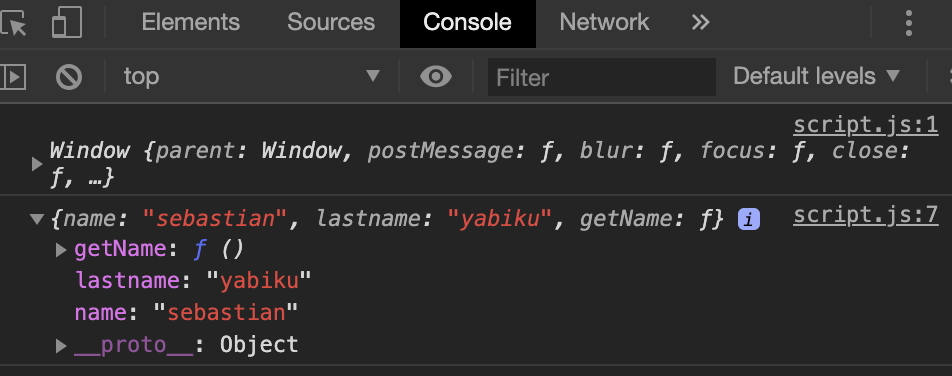 Elements Sources Console Network »
top ▼ Filter Default levels ▼
script.js:1
▶ Window {parent: Window, postMessage: ƒ, blur: ƒ, focus: ƒ, close:
ƒ, …}
▼ {name: "sebastian", lastname: "yabiku", getName: ƒ} i script.js:7
▶ getName: ƒ ()
lastname: "yabiku"
name: "sebastian"
▶ __proto__: Object